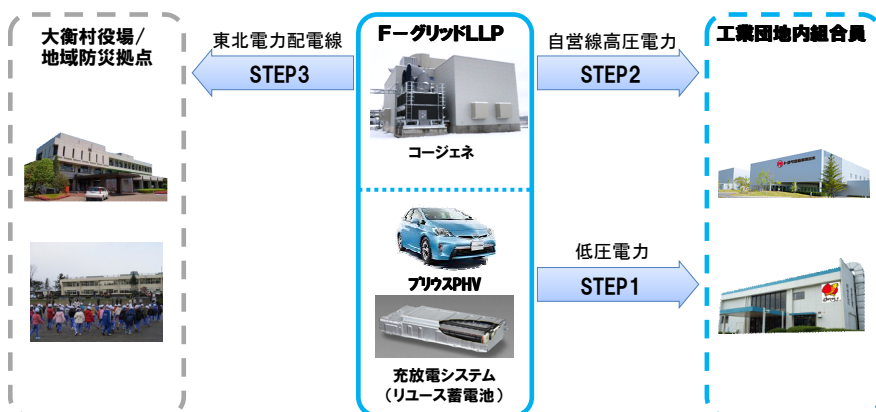 大衡村役場/
地域防災拠点
東北電力配電線
STEP3
F-グリッドLLP
コージェネ
プリウスPHV
充放電システム
(リユース蓄電池)
自営線高圧電力
STEP2
低圧電力
STEP1
工業団地内組合員